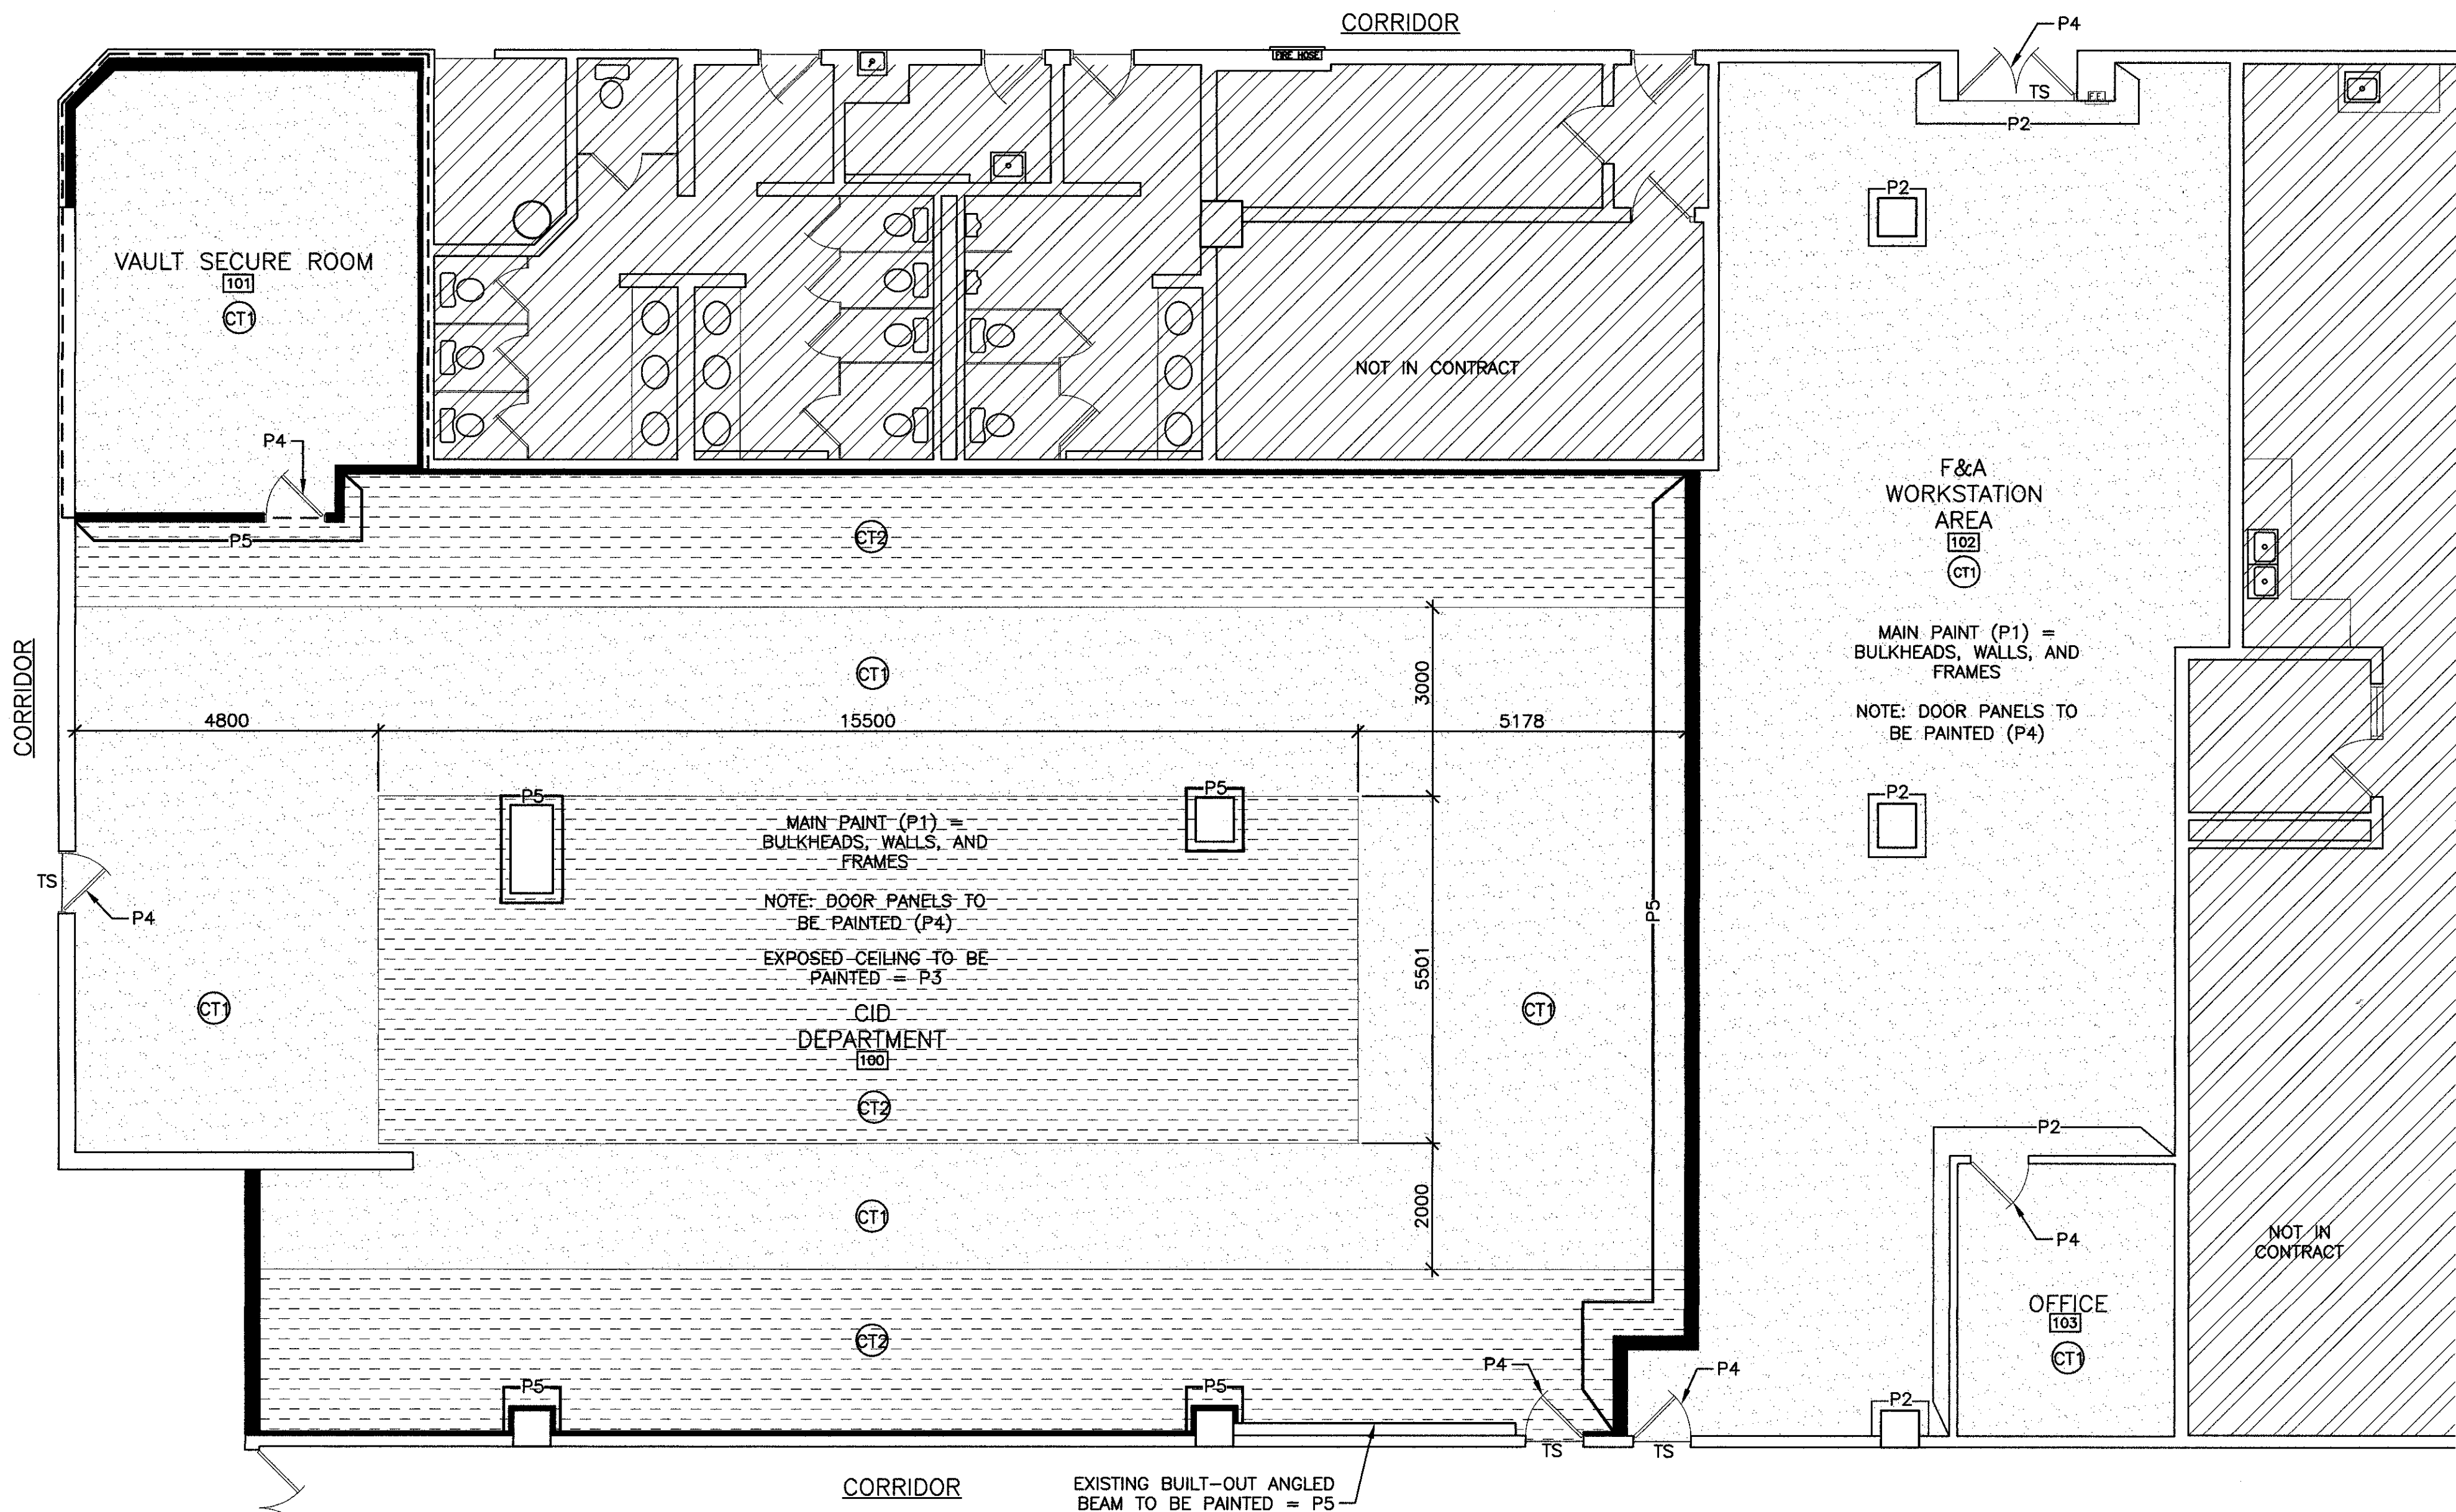 CORRIDOR
P4
FIRE HOSE
TS
F.E.
P2
P2
VAULT SECURE ROOM
101
CT1
P4
NOT IN CONTRACT
F&A
WORKSTATION
AREA
102
CT1
P5
CT2
MAIN PAINT (P1) =
BULKHEADS, WALLS, AND
FRAMES
NOTE: DOOR PANELS TO
BE PAINTED (P4)
CORRIDOR
CT1
3000
4800
15500
5178
P5
P5
P2
MAIN PAINT (P1) =
BULKHEADS, WALLS, AND
FRAMES
NOTE: DOOR PANELS TO
BE PAINTED (P4)
EXPOSED CEILING TO BE
PAINTED = P3
CID
DEPARTMENT
100
CT2
TS
P4
CT1
5501
CT1
P5
P2
P4
CT1
2000
NOT IN
CONTRACT
OFFICE
103
CT1
CT2
P4
P4
P5
P5
P2
TS
TS
CORRIDOR
EXISTING BUILT-OUT ANGLED
BEAM TO BE PAINTED = P5